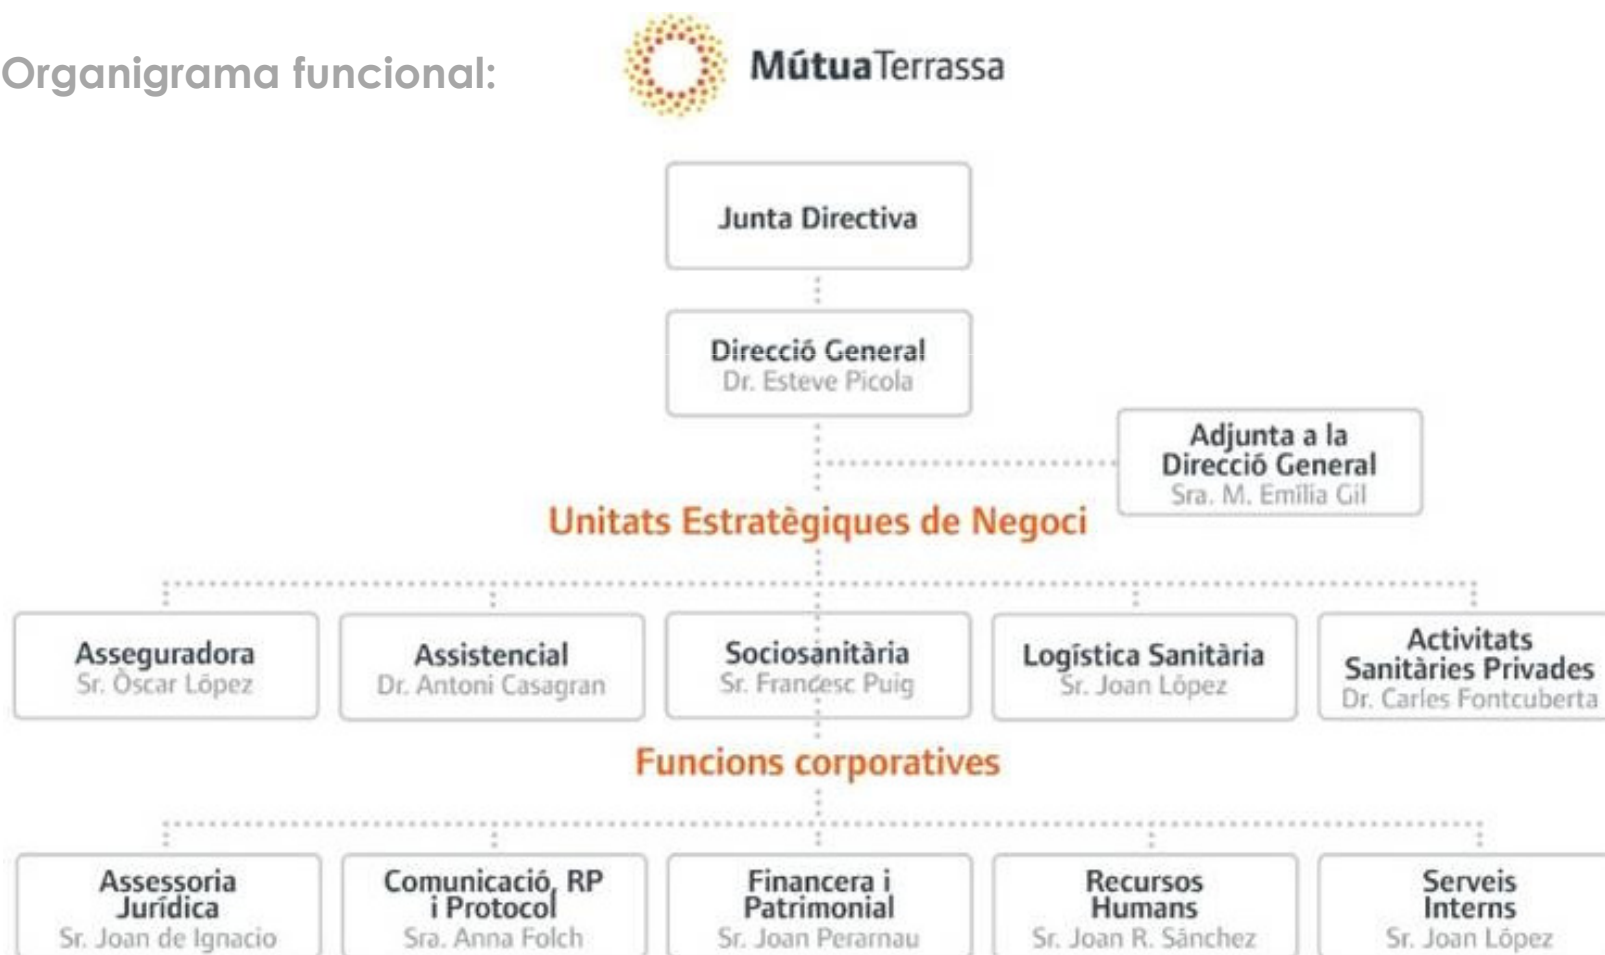 Organigrama funcional:
MútuaTerrassa
Junta Directiva
Direcció General
Dr. Esteve Picola
Adjunta a la
Direcció General
Sra. M. Emília Gil
Unitats Estratègiques de Negoci
Asseguradora
Sr. Òscar López
Assistencial
Dr. Antoni Casagran
Sociosanitària
Sr. Francesc Puig
Logística Sanitària
Sr. Joan López
Activitats
Sanitàries Privades
Dr. Carles Fontcuberta
Funcions corporatives
Assessoria
Jurídica
Sr. Joan de Ignacio
Comunicació, RP
i Protocol
Sra. Anna Folch
Financera i
Patrimonial
Sr. Joan Perarnau
Recursos
Humans
Sr. Joan R. Sánchez
Serveis
Interns
Sr. Joan López